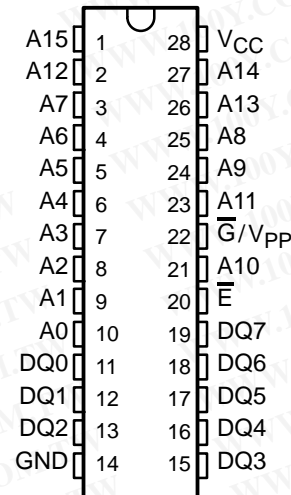 A15 1 28 VCC
A12 2 27 A14
A7 3 26 A13
A6 4 25 A8
A5 5 24 A9
A4 6 23 A11
A3 7 22 G̅/VPP
A2 8 21 A10
A1 9 20 E̅
A0 10 19 DQ7
DQ0 11 18 DQ6
DQ1 12 17 DQ5
DQ2 13 16 DQ4
GND 14 15 DQ3